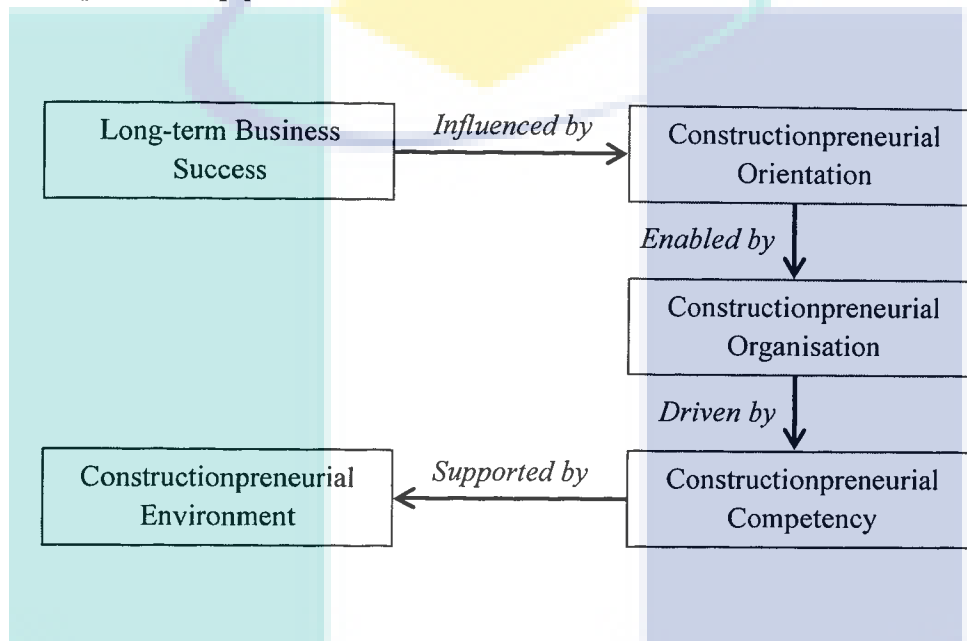 Long-term Business
Success
Influenced by
Constructionpreneurial
Orientation
Enabled by
Constructionpreneurial
Organisation
Driven by
Constructionpreneurial
Competency
Supported by
Constructionpreneurial
Environment